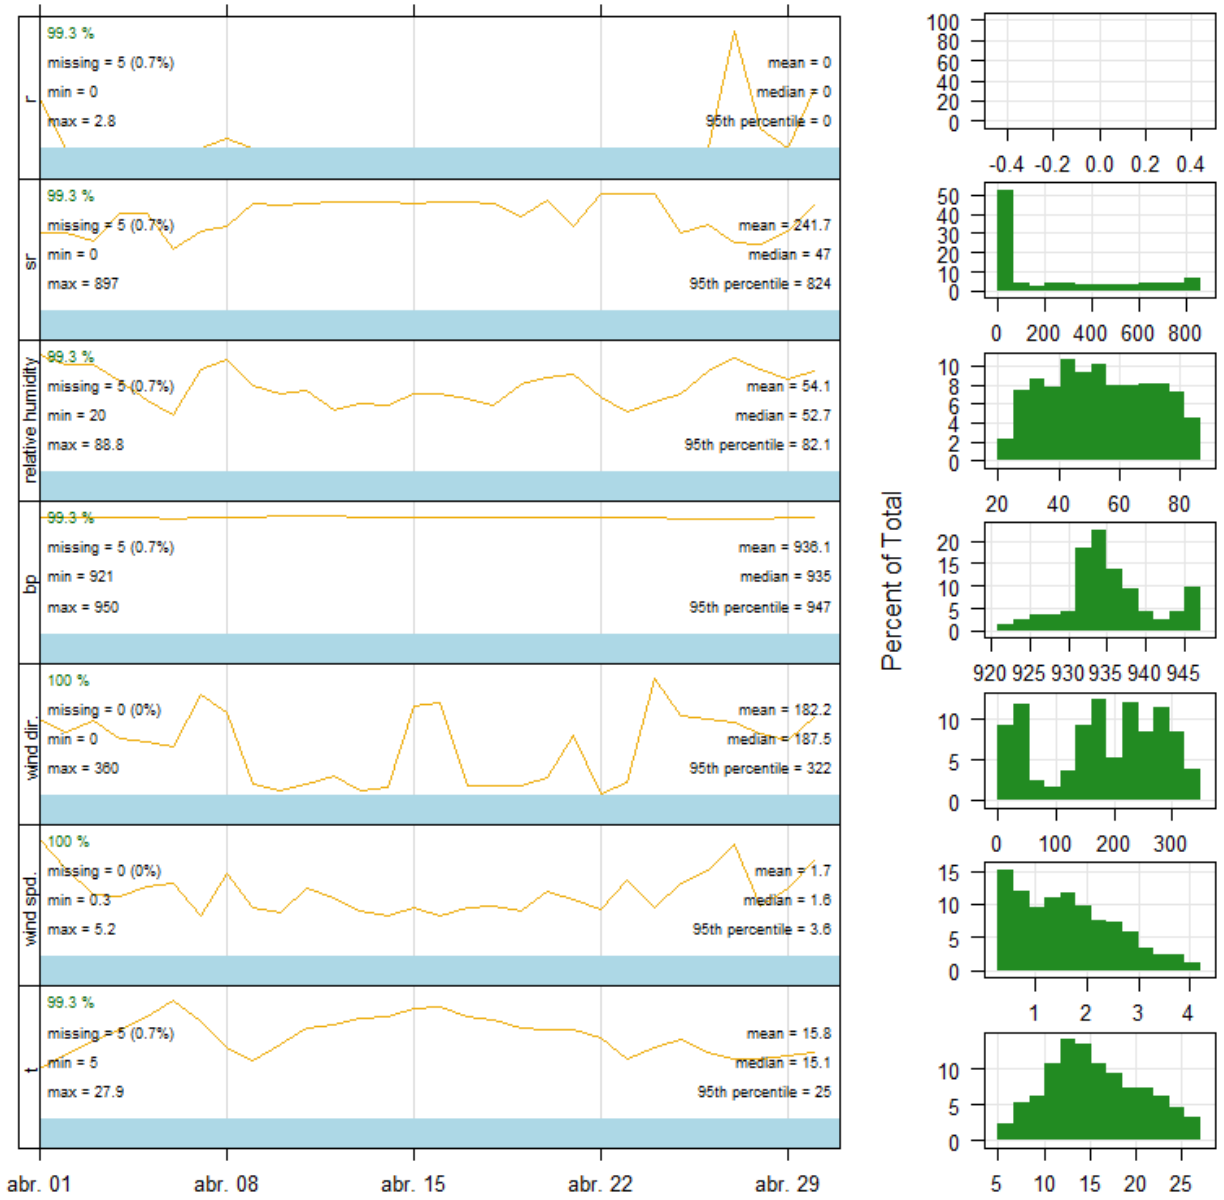 r
99.3 %
missing = 5 (0.7%)
min = 0
max = 2.8
mean = 0
median = 0
95th percentile = 0
sr
99.3 %
missing = 5 (0.7%)
min = 0
max = 897
mean = 241.7
median = 47
95th percentile = 824
relative humidity
99.3 %
missing = 5 (0.7%)
min = 20
max = 88.8
mean = 54.1
median = 52.7
95th percentile = 82.1
bp
99.3 %
missing = 5 (0.7%)
min = 921
max = 950
mean = 936.1
median = 935
95th percentile = 947
wind dir.
100 %
missing = 0 (0%)
min = 0
max = 360
mean = 182.2
median = 187.5
95th percentile = 322
wind spd.
100 %
missing = 0 (0%)
min = 0.3
max = 5.2
mean = 1.7
median = 1.6
95th percentile = 3.6
t
99.3 %
missing = 5 (0.7%)
min = 5
max = 27.9
mean = 15.8
median = 15.1
95th percentile = 25
abr. 01 abr. 08 abr. 15 abr. 22 abr. 29
Percent of Total
100
80
60
40
20
0
-0.4 -0.2 0.0 0.2 0.4
50
40
30
20
10
0
0 200 400 600 800
10
8
6
4
2
0
20 40 60 80
20
15
10
5
0
920 925 930 935 940 945
10
5
0
0 100 200 300
15
10
5
0
1 2 3 4
10
5
0
5 10 15 20 25